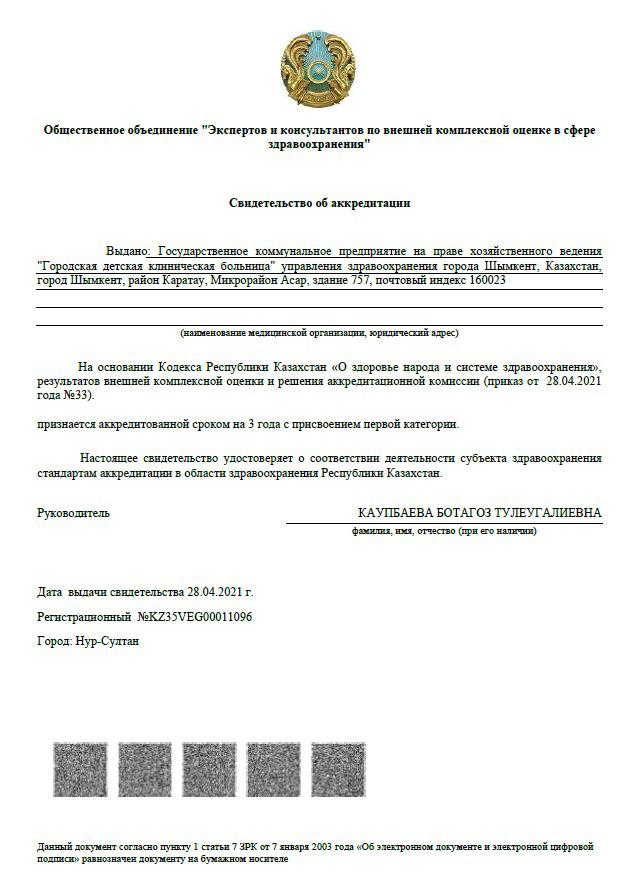 Общественное объединение "Экспертов и консультантов по внешней комплексной оценке в сфере
здравоохранения"
Свидетельство об аккредитации
Выдано: Государственное коммунальное предприятие на праве хозяйственного ведения
"Городская детская клиническая больница" управления здравоохранения города Шымкент, Казахстан,
город Шымкент, район Каратау, Микрорайон Асар, здание 757, почтовый индекс 160023
(наименование медицинской организации, юридический адрес)
На основании Кодекса Республики Казахстан «О здоровье народа и системе здравоохранения»,
результатов внешней комплексной оценки и решения аккредитационной комиссии (приказ от 28.04.2021
года №33).
признается аккредитованной сроком на 3 года с присвоением первой категории.
Настоящее свидетельство удостоверяет о соответствии деятельности субъекта здравоохранения
стандартам аккредитации в области здравоохранения Республики Казахстан.
Руководитель КАУПБАЕВА БОТАГОЗ ТУЛЕУГАЛИЕВНА
фамилия, имя, отчество (при его наличии)
Дата выдачи свидетельства 28.04.2021 г.
Регистрационный №KZ35VEG00011096
Город: Нур-Султан
Данный документ согласно пункту 1 статьи 7 ЗРК от 7 января 2003 года «Об электронном документе и электронной цифровой
подписи» равнозначен документу на бумажном носителе